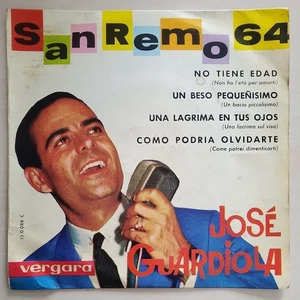 San Remo 64
NO TIENE EDAD
(Non ho l'età per amarti)
UN BESO PEQUEÑISIMO
(Un bacio piccolissimo)
UNA LAGRIMA EN TUS OJOS
(Una lacrima sul viso)
COMO PODRIA OLVIDARTE
(Come potrei dimenticarti)
JOSÉ
GUARDIOLA
vergara